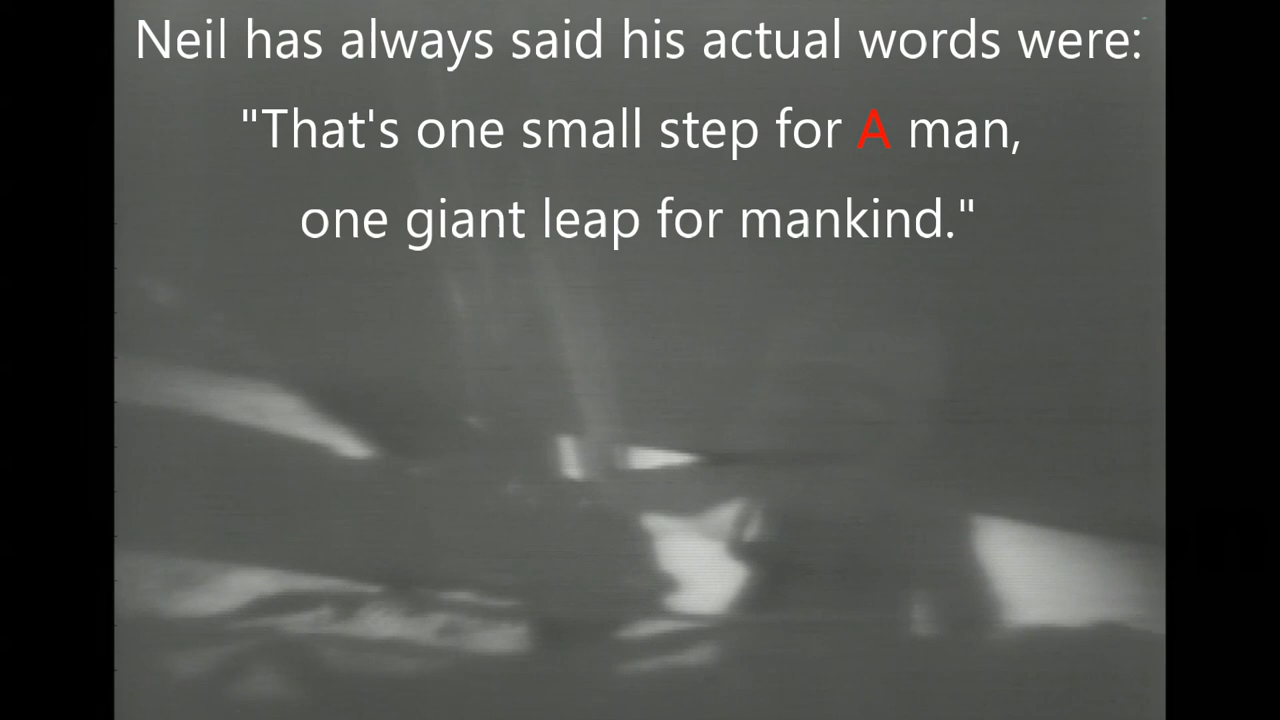 Neil has always said his actual words were:
"That's one small step for A man,
one giant leap for mankind."